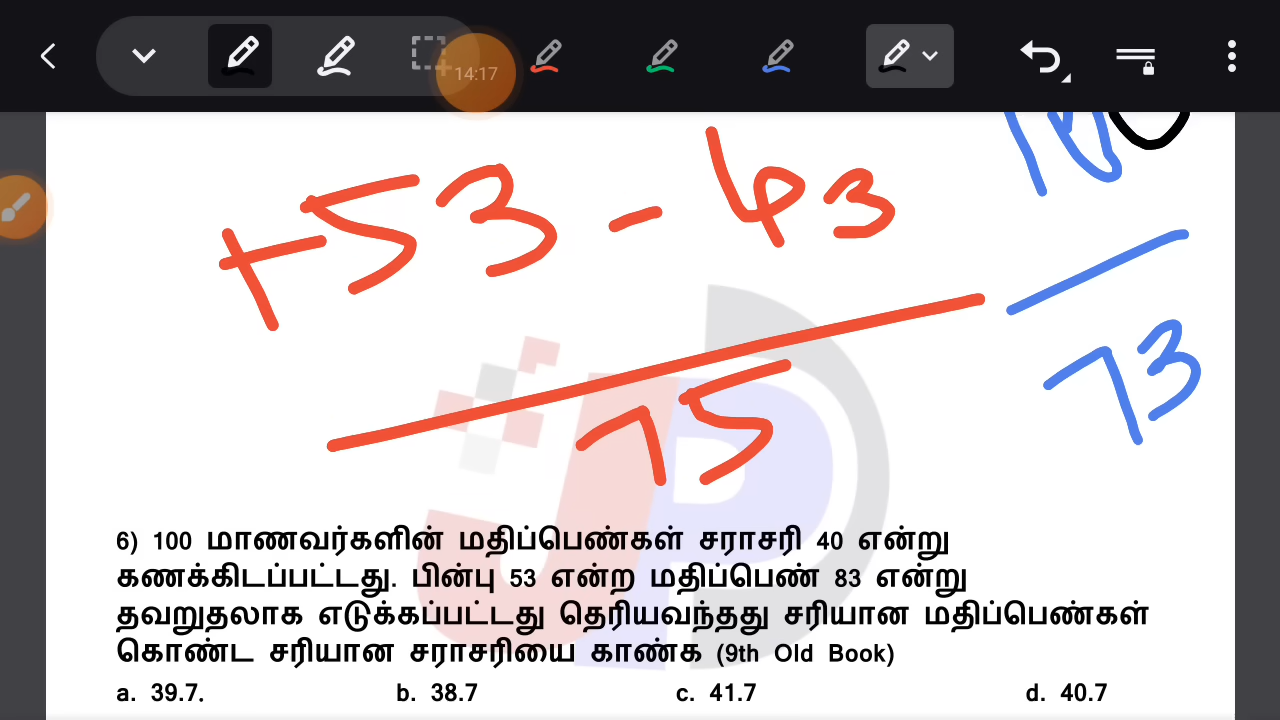 14:17
+53 - 43
75
73
6) 100 மாணவர்களின் மதிப்பெண்கள் சராசரி 40 என்று
கணக்கிடப்பட்டது. பின்பு 53 என்ற மதிப்பெண் 83 என்று
தவறுதலாக எடுக்கப்பட்டது தெரியவந்தது சரியான மதிப்பெண்கள்
கொண்ட சரியான சராசரியை காண்க (9th Old Book)
a. 39.7. b. 38.7 c. 41.7 d. 40.7